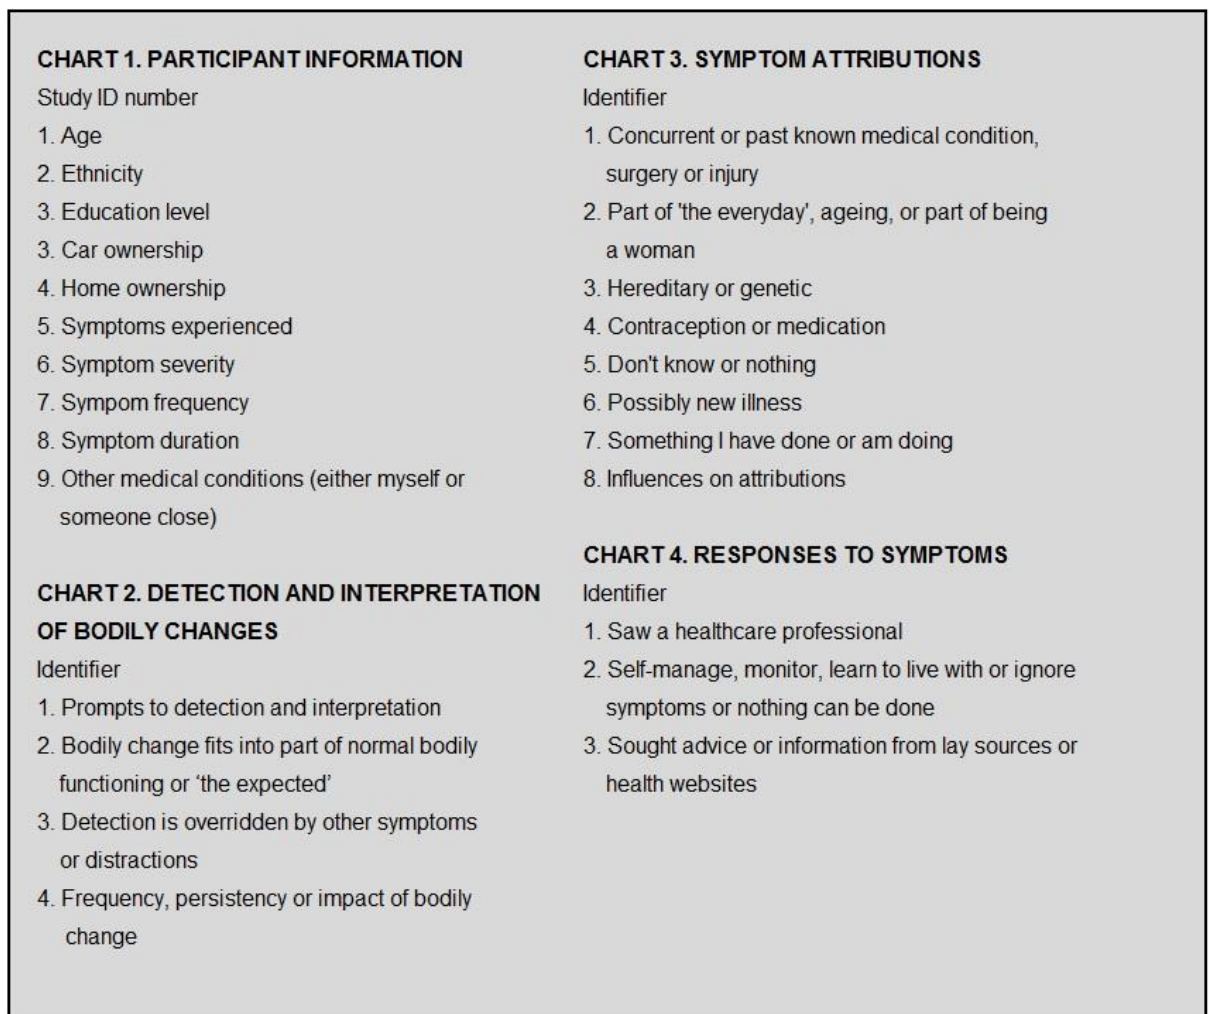 CHART 1. PARTICIPANT INFORMATION
Study ID number
1. Age
2. Ethnicity
3. Education level
3. Car ownership
4. Home ownership
5. Symptoms experienced
6. Symptom severity
7. Sympom frequency
8. Symptom duration
9. Other medical conditions (either myself or
someone close)
CHART 2. DETECTION AND INTERPRETATION
OF BODILY CHANGES
Identifier
1. Prompts to detection and interpretation
2. Bodily change fits into part of normal bodily
functioning or ‘the expected’
3. Detection is overridden by other symptoms
or distractions
4. Frequency, persistency or impact of bodily
change
CHART 3. SYMPTOM ATTRIBUTIONS
Identifier
1. Concurrent or past known medical condition,
surgery or injury
2. Part of 'the everyday', ageing, or part of being
a woman
3. Hereditary or genetic
4. Contraception or medication
5. Don't know or nothing
6. Possibly new illness
7. Something I have done or am doing
8. Influences on attributions
CHART 4. RESPONSES TO SYMPTOMS
Identifier
1. Saw a healthcare professional
2. Self-manage, monitor, learn to live with or ignore
symptoms or nothing can be done
3. Sought advice or information from lay sources or
health websites